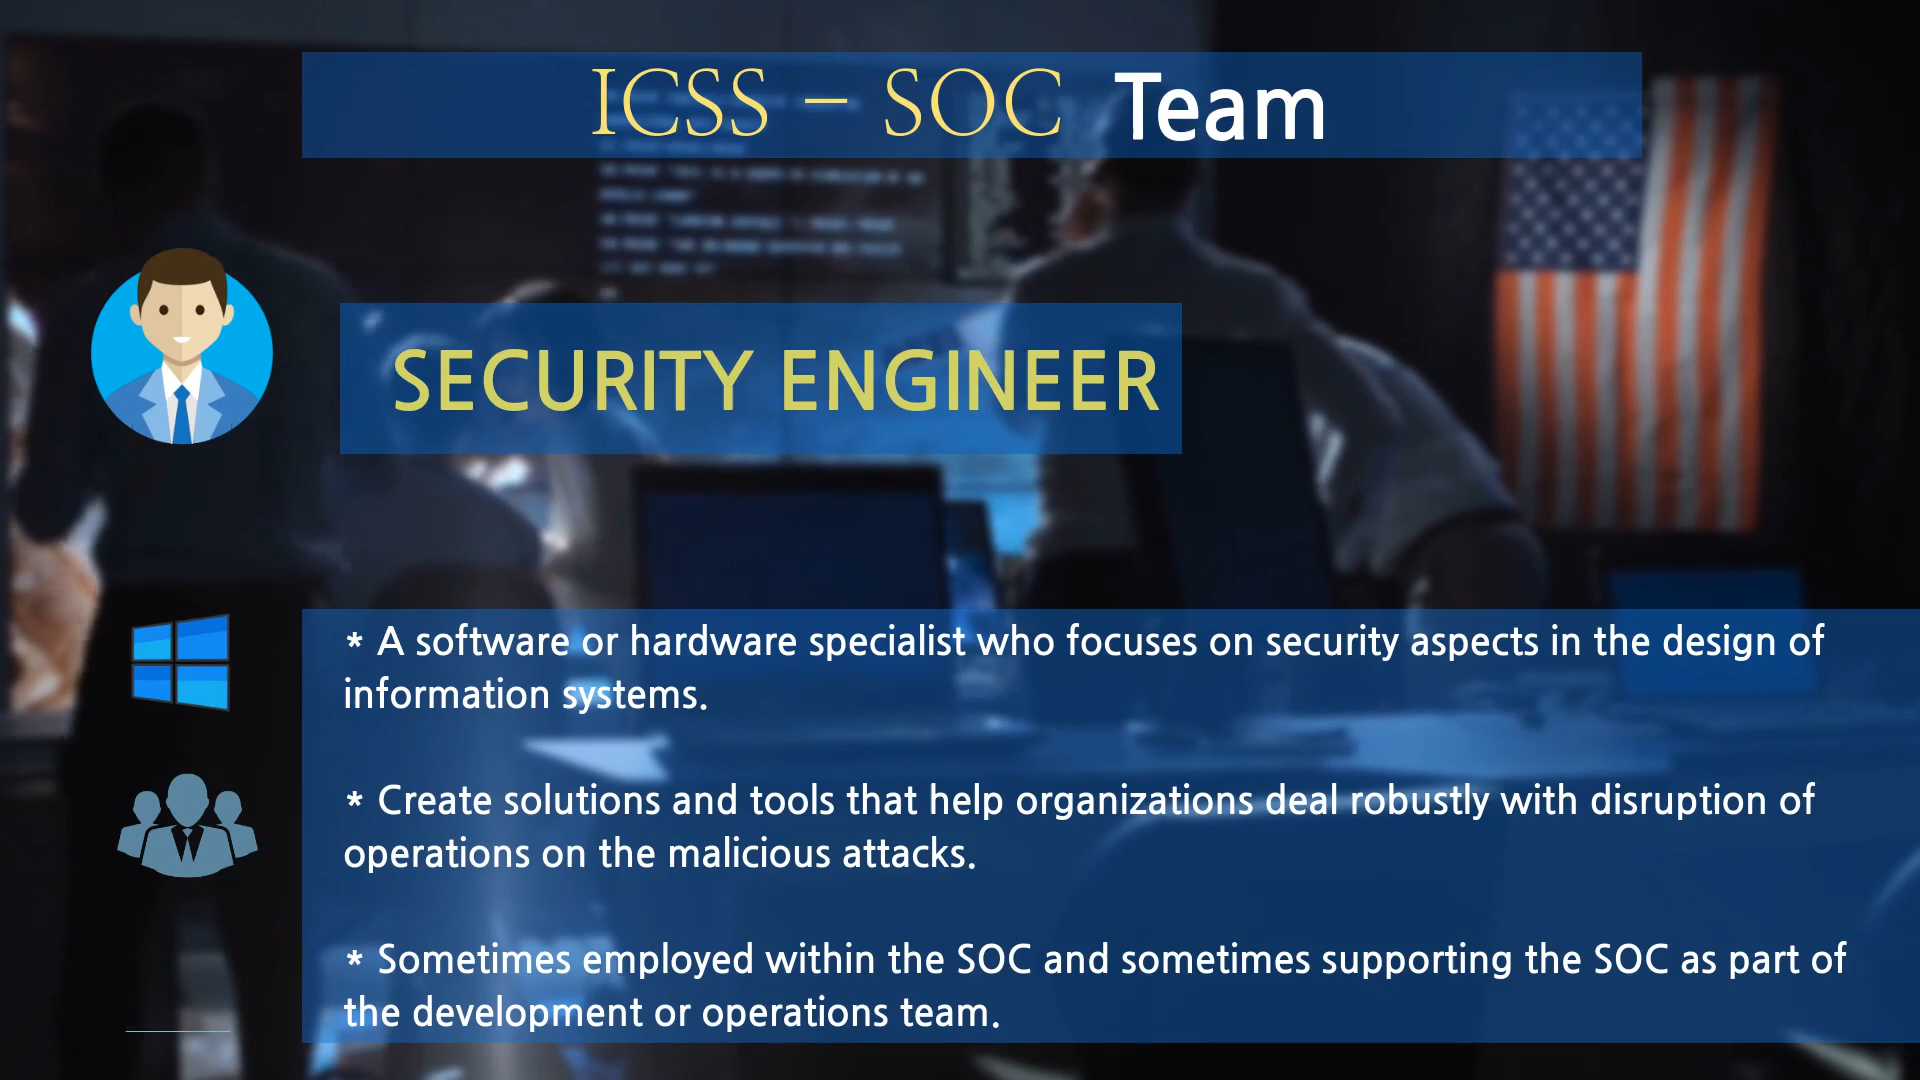 ICSS – SOC Team
SECURITY ENGINEER
* A software or hardware specialist who focuses on security aspects in the design of
information systems.
* Create solutions and tools that help organizations deal robustly with disruption of
operations on the malicious attacks.
* Sometimes employed within the SOC and sometimes supporting the SOC as part of
the development or operations team.